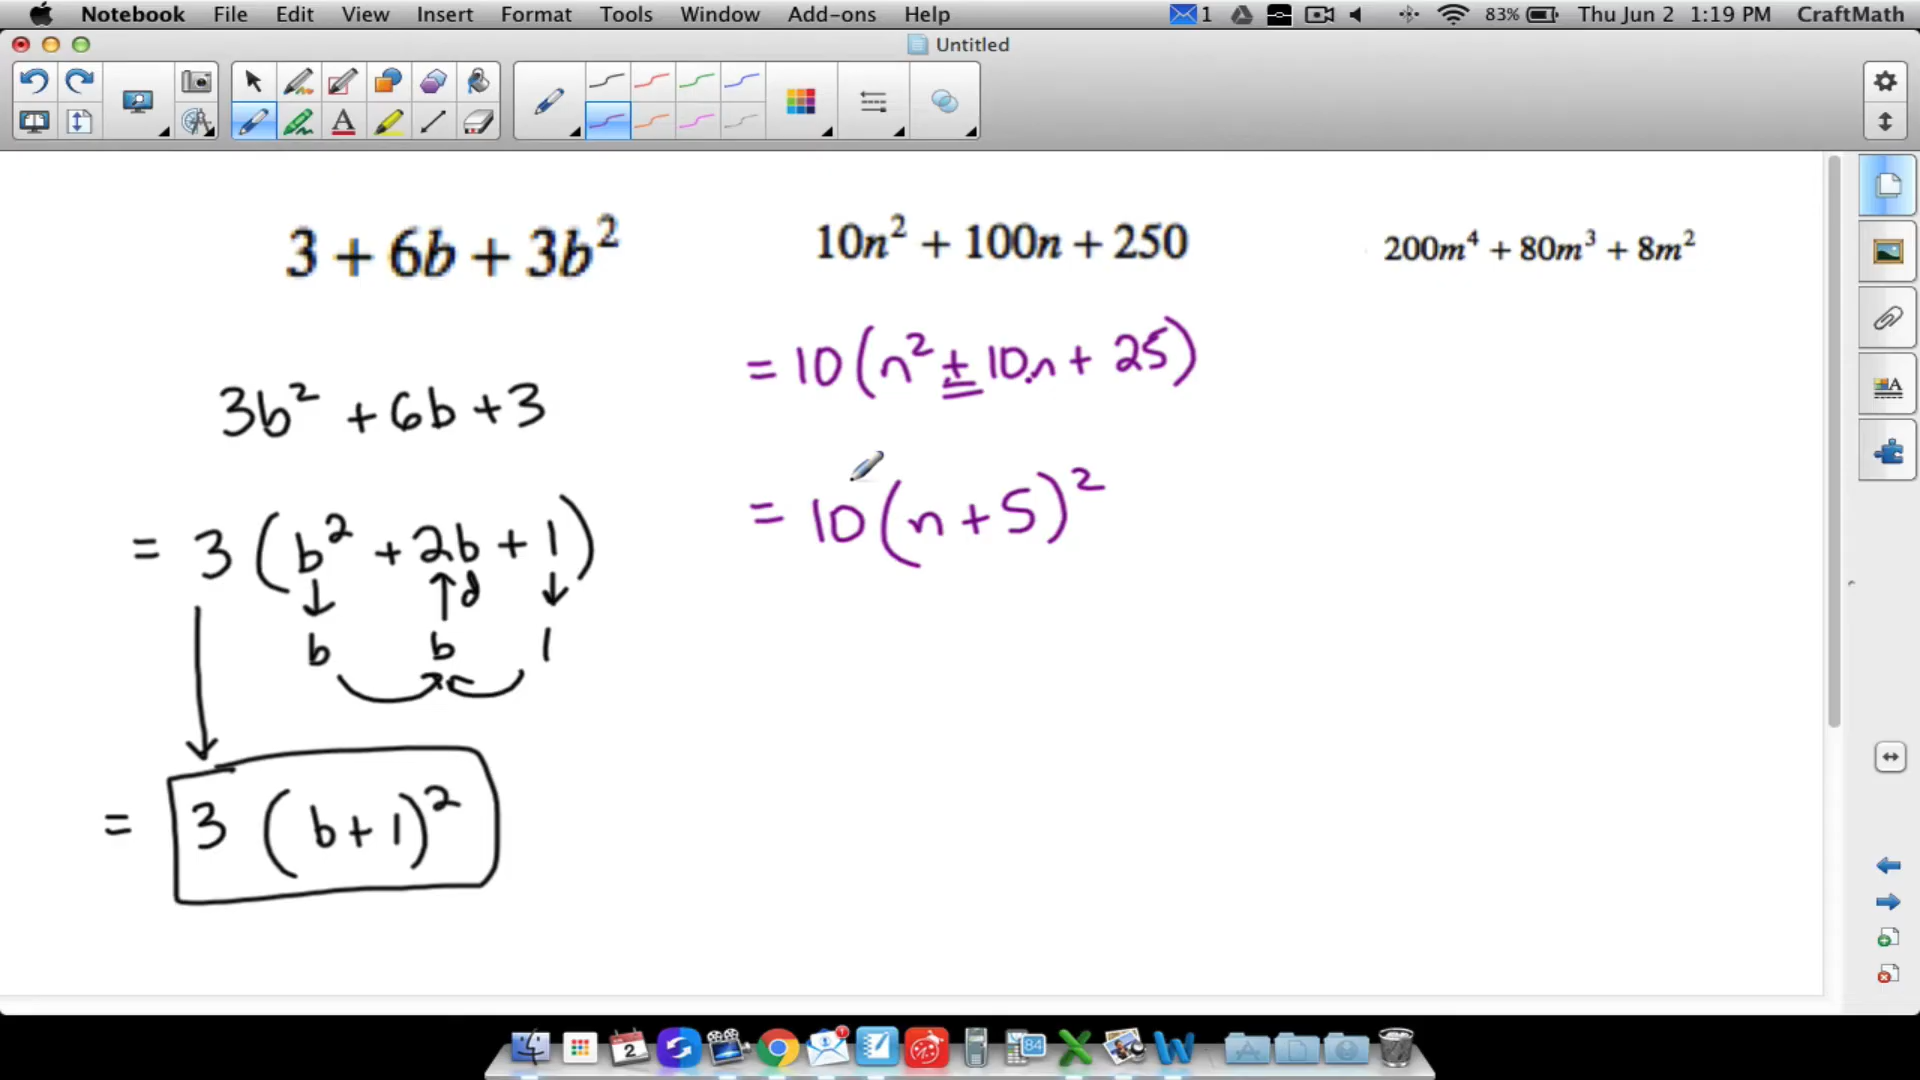 Notebook File Edit View Insert Format Tools Window Add-ons Help 1 83% Thu Jun 2 1:19 PM CraftMath
Untitled
A
A
3 + 6b + 3b²
3b² + 6b + 3
= 3 (b² + 2b + 1)
d
b b 1
= 3 (b + 1)²
10n² + 100n + 250
= 10 (n² + 10n + 25)
= 10 (n + 5)²
200m⁴ + 80m³ + 8m²
2 1 84 X W